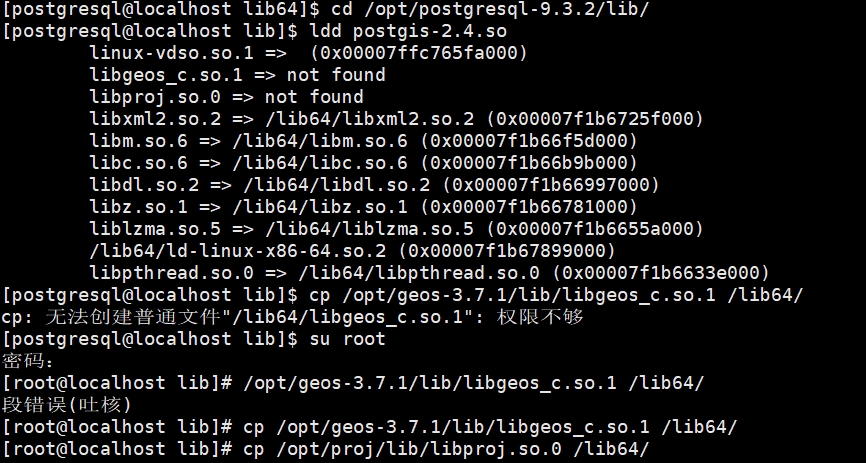 [postgresql@localhost lib64]$ cd /opt/postgresql-9.3.2/lib/
[postgresql@localhost lib]$ ldd postgis-2.4.so
linux-vdso.so.1 =>  (0x00007ffc765fa000)
libgeos_c.so.1 => not found
libproj.so.0 => not found
libxml2.so.2 => /lib64/libxml2.so.2 (0x00007f1b6725f000)
libm.so.6 => /lib64/libm.so.6 (0x00007f1b66f5d000)
libc.so.6 => /lib64/libc.so.6 (0x00007f1b66b9b000)
libdl.so.2 => /lib64/libdl.so.2 (0x00007f1b66997000)
libz.so.1 => /lib64/libz.so.1 (0x00007f1b66781000)
liblzma.so.5 => /lib64/liblzma.so.5 (0x00007f1b6655a000)
/lib64/ld-linux-x86-64.so.2 (0x00007f1b67899000)
libpthread.so.0 => /lib64/libpthread.so.0 (0x00007f1b6633e000)
[postgresql@localhost lib]$ cp /opt/geos-3.7.1/lib/libgeos_c.so.1 /lib64/
cp: 无法创建普通文件"/lib64/libgeos_c.so.1": 权限不够
[postgresql@localhost lib]$ su root
密码：
[root@localhost lib]# /opt/geos-3.7.1/lib/libgeos_c.so.1 /lib64/
段错误(吐核)
[root@localhost lib]# cp /opt/geos-3.7.1/lib/libgeos_c.so.1 /lib64/
[root@localhost lib]# cp /opt/proj/lib/libproj.so.0 /lib64/